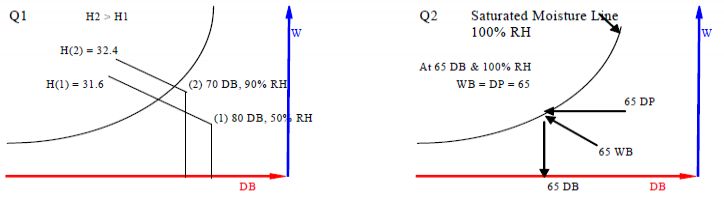 Q1
H2 > H1
W
H(2) = 32.4
H(1) = 31.6
(2) 70 DB, 90% RH
(1) 80 DB, 50% RH
DB
Q2
Saturated Moisture Line
100% RH
W
At 65 DB & 100% RH
WB = DP = 65
65 DP
65 WB
65 DB
DB